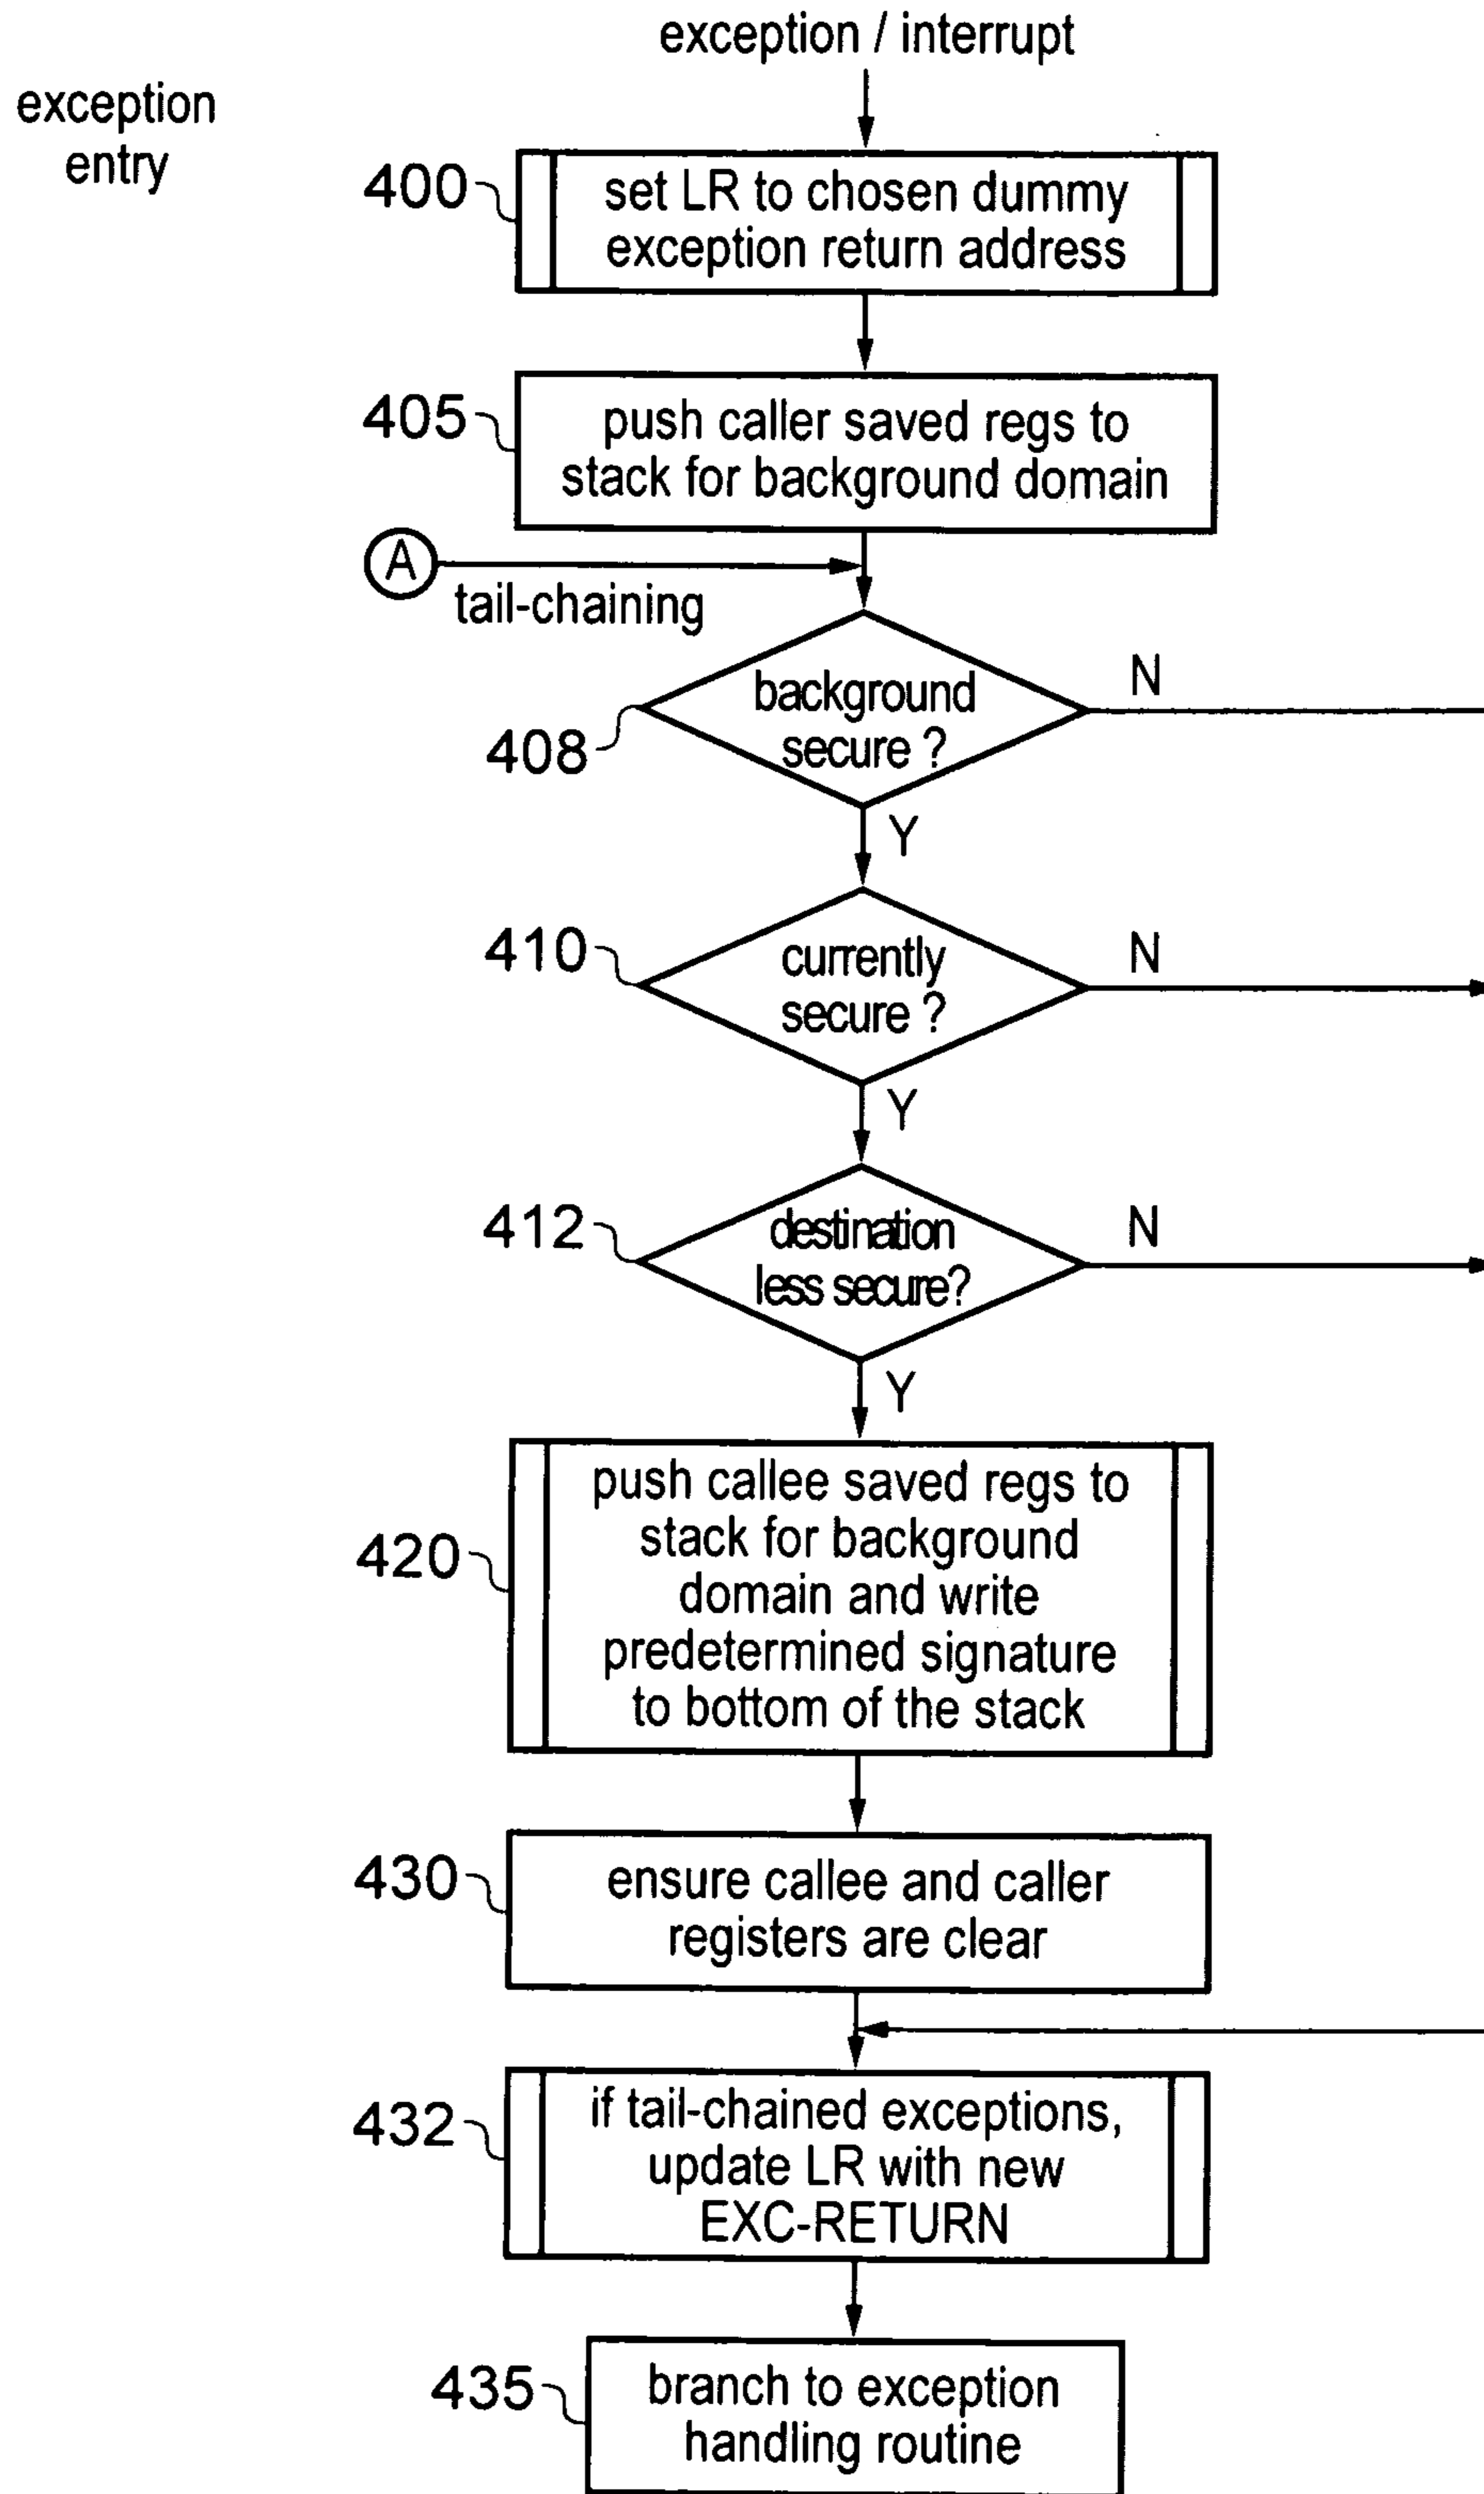 exception / interrupt
exception
entry
400
set LR to chosen dummy
exception return address
405
push caller saved regs to
stack for background domain
A
tail-chaining
408
background
secure ?
N
Y
410
currently
secure ?
N
Y
412
destination
less secure?
N
Y
420
push callee saved regs to
stack for background
domain and write
predetermined signature
to bottom of the stack
430
ensure callee and caller
registers are clear
432
if tail-chained exceptions,
update LR with new
EXC-RETURN
435
branch to exception
handling routine